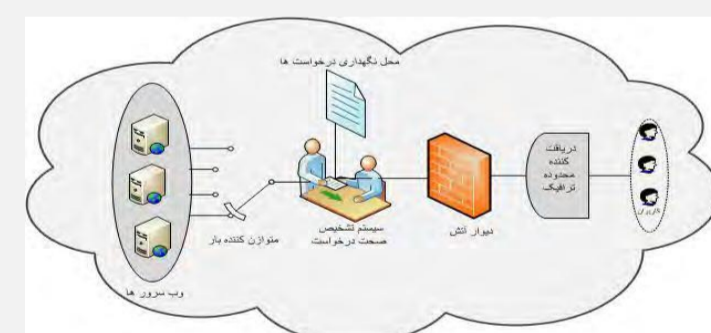 محل نگهداری درخواست ها
دریافت
کننده
محدوده
ترافیک
کاربران
دیوار آتش
سیستم تشخیص
صحت درخواست
متوازن کننده بار
وب سرور ها